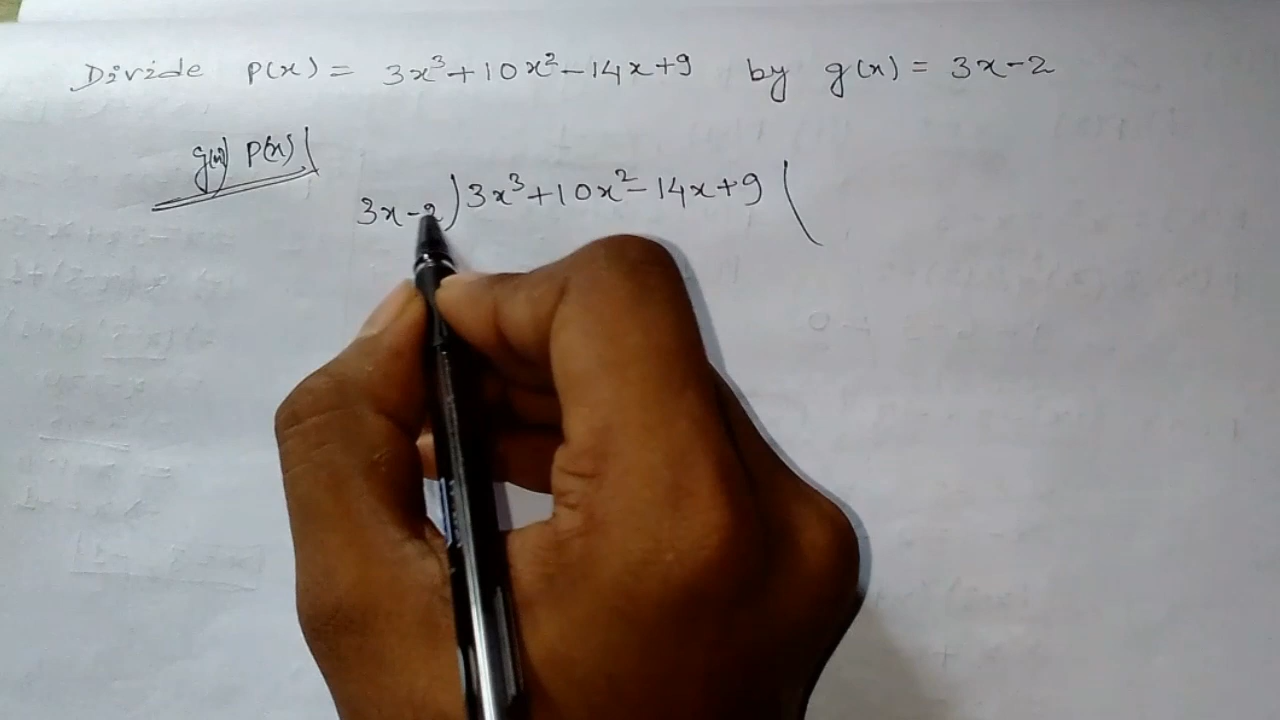 Divide p(x) = 3x³+10x²-14x+9 by g(x) = 3x-2
g(x) p(x)
3x-2)3x³+10x²-14x+9(